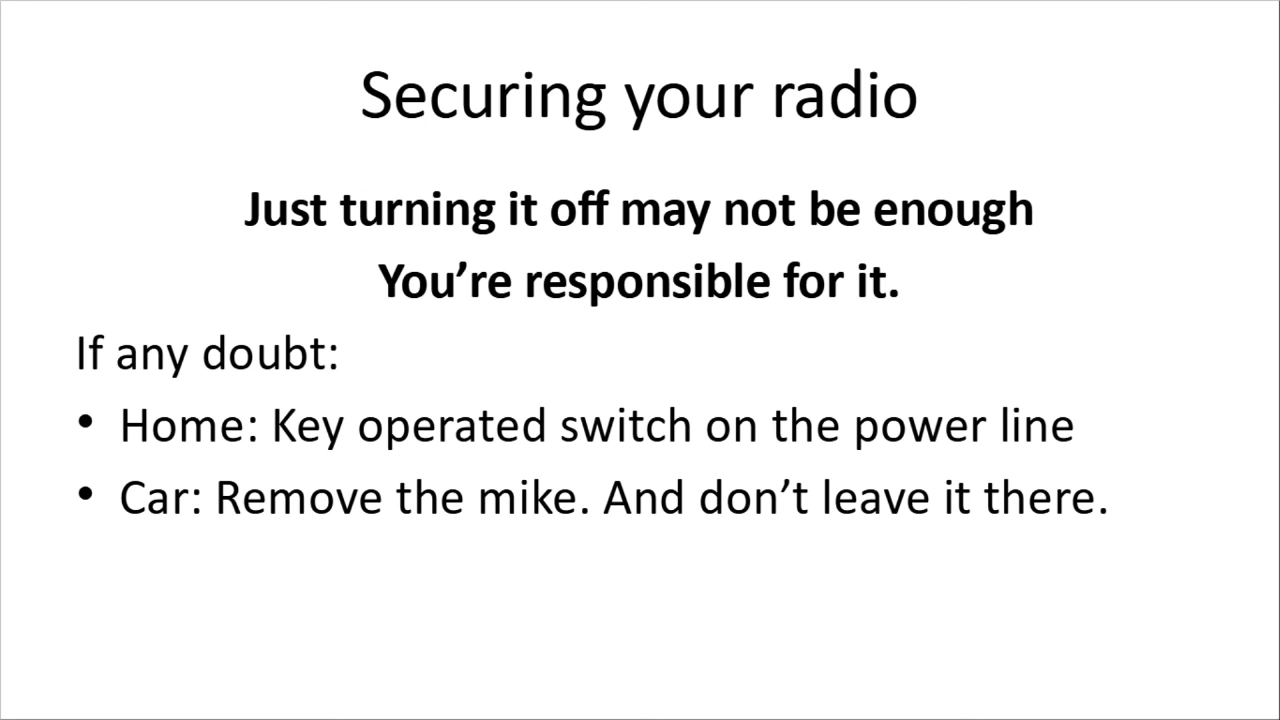 Securing your radio
Just turning it off may not be enough
You’re responsible for it.
If any doubt:
• Home: Key operated switch on the power line
• Car: Remove the mike. And don’t leave it there.